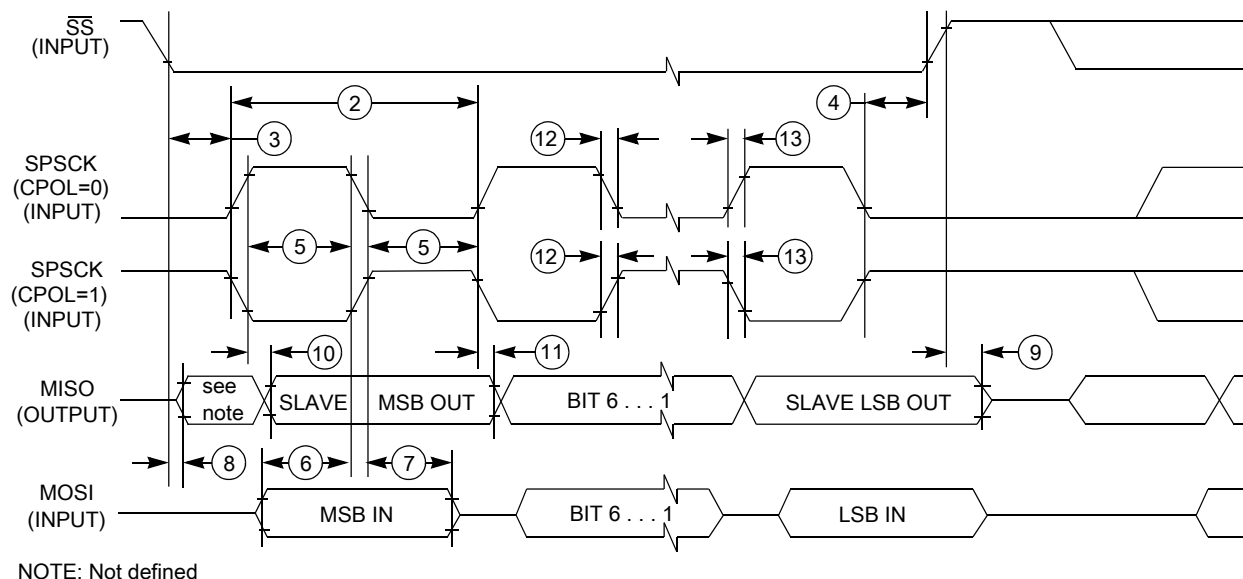 SS
(INPUT)
2
4
3
12
13
SPSCK
(CPOL=0)
(INPUT)
5
5
SPSCK
(CPOL=1)
(INPUT)
12
13
10
11
9
MISO
(OUTPUT)
see
note
SLAVE
MSB OUT
BIT 6 . . . 1
SLAVE LSB OUT
8
6
7
MOSI
(INPUT)
MSB IN
BIT 6 . . . 1
LSB IN
NOTE: Not defined